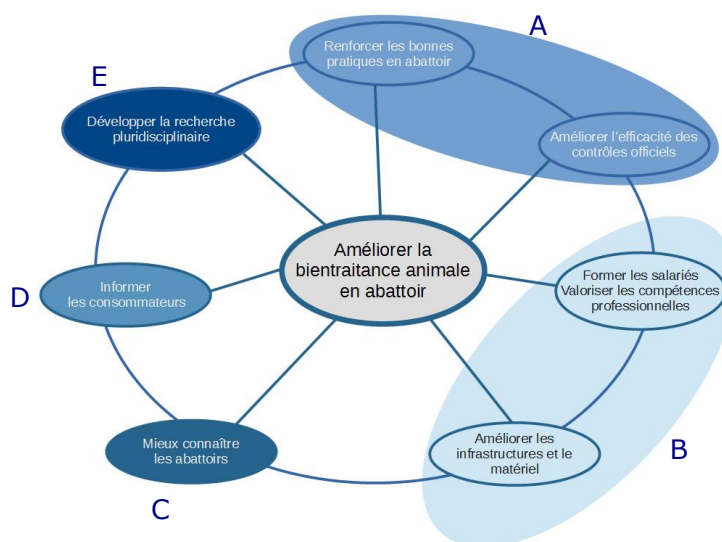 A
Renforcer les bonnes
pratiques en abattoir
E
Développer la recherche
pluridisciplinaire
Améliorer l'efficacité des
contrôles officiels
Améliorer la
bientraitance animale
en abattoir
Former les salariés
Valoriser les compétences
professionnelles
D
Informer
les consommateurs
Mieux connaître
les abattoirs
C
Améliorer les
infrastructures et le
matériel
B